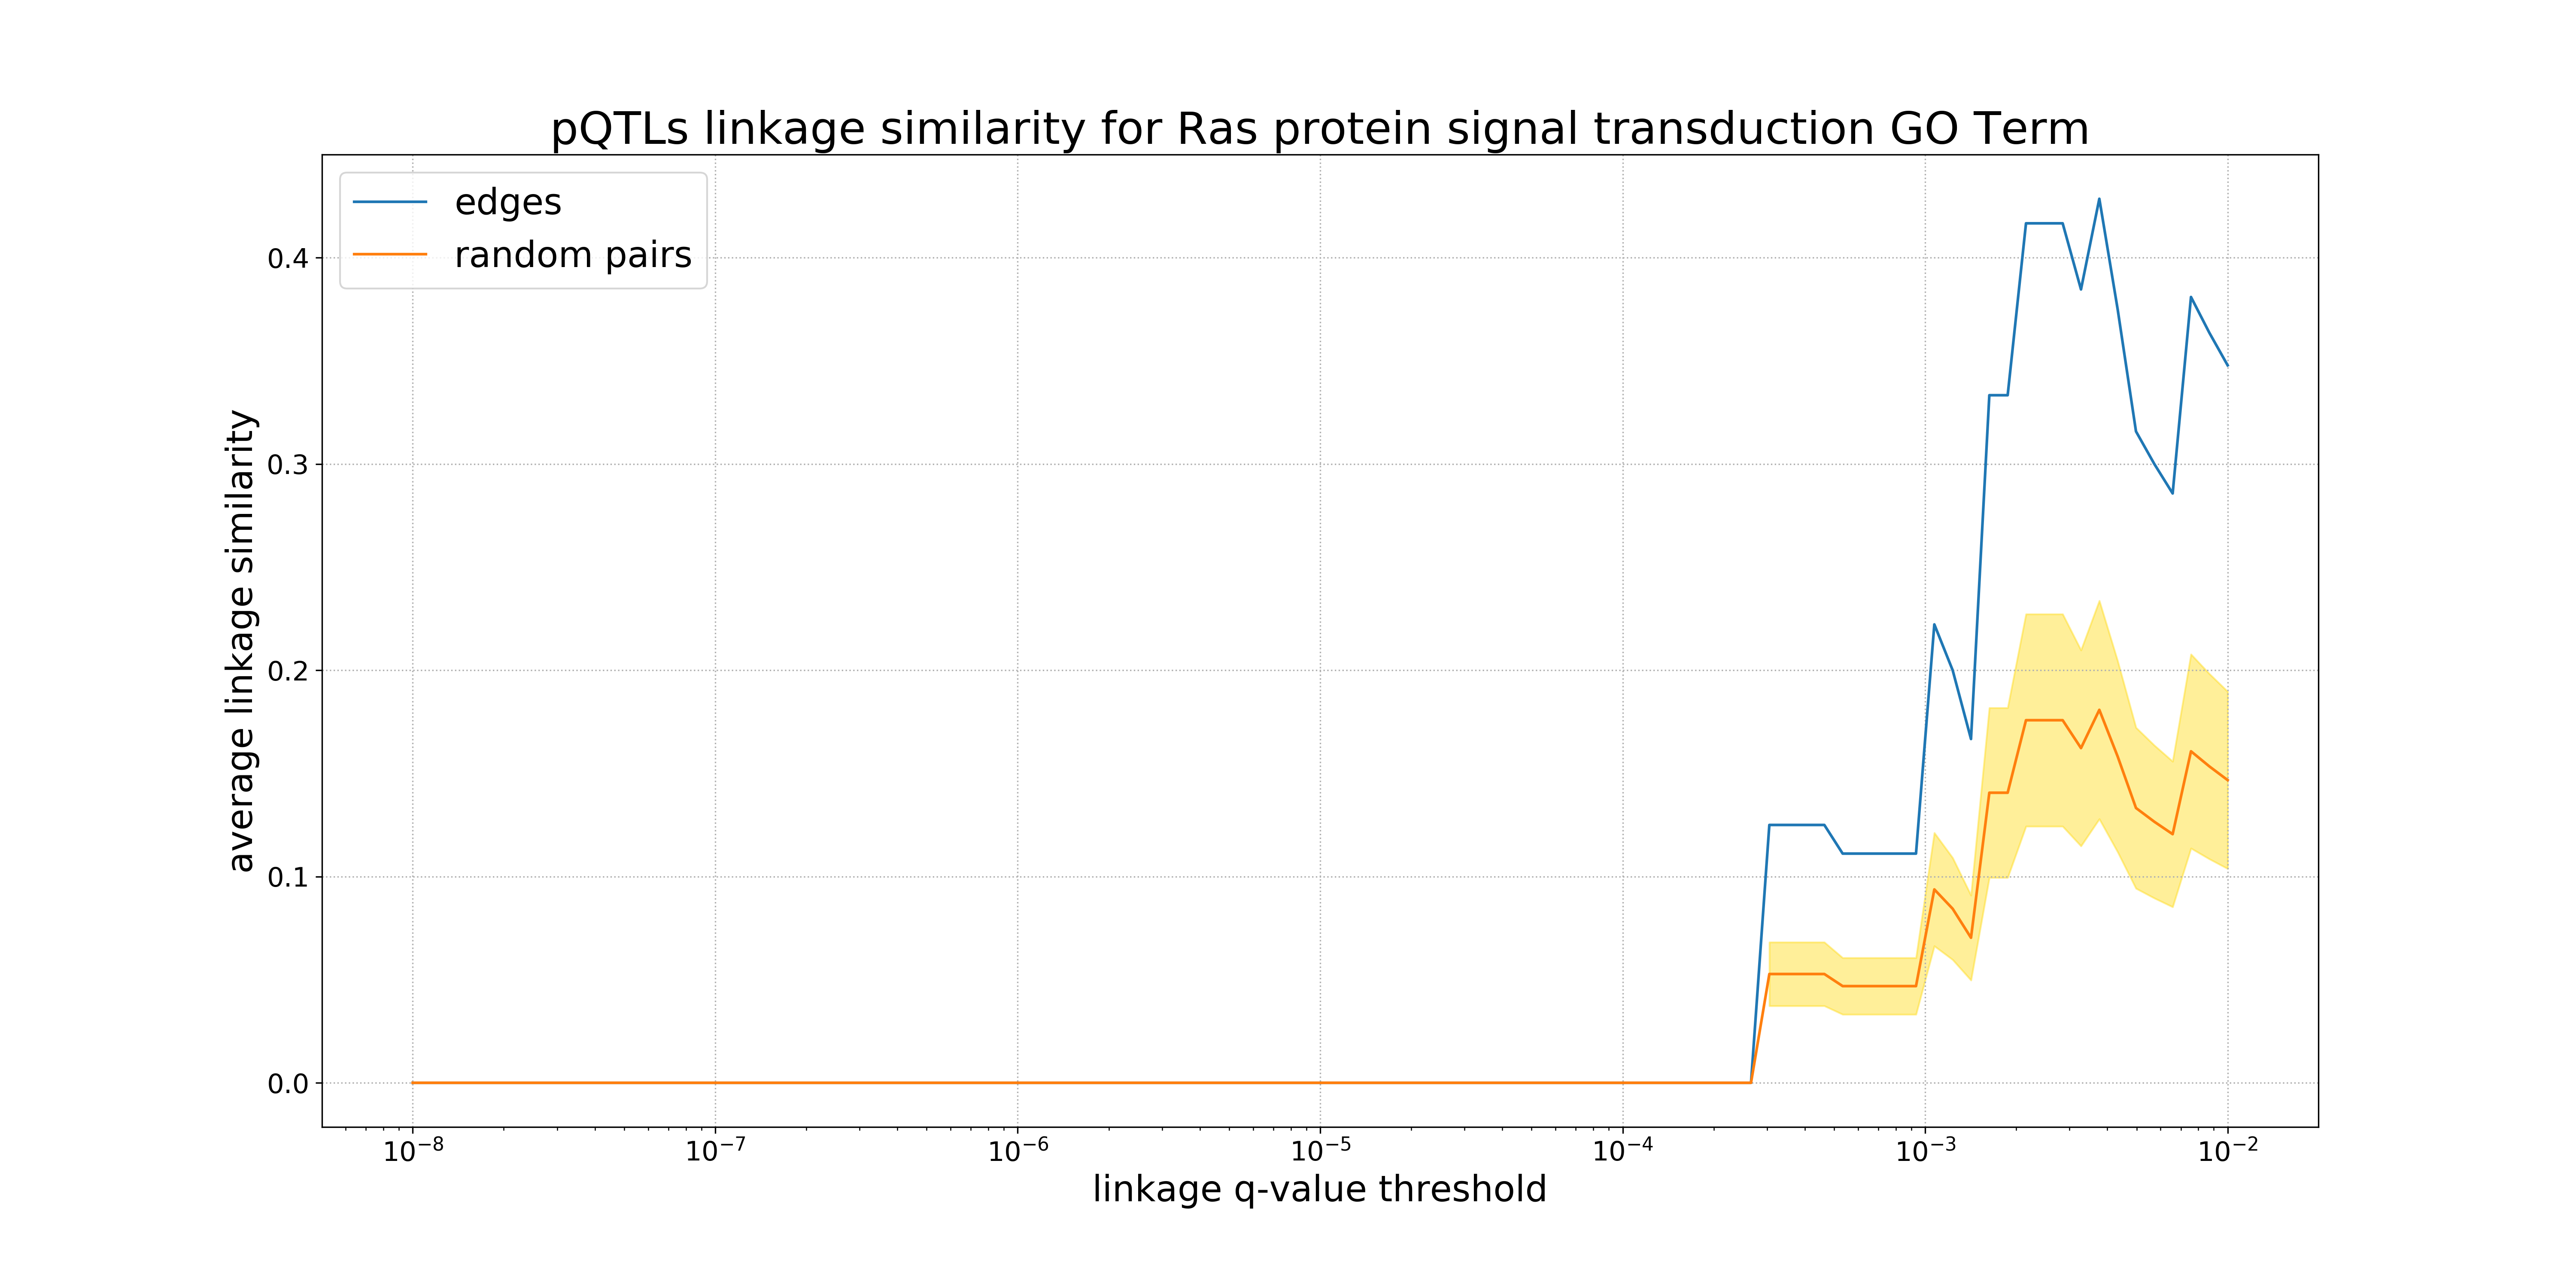 pQTLs linkage similarity for Ras protein signal transduction GO Term
edges
random pairs
average linkage similarity
0.4
0.3
0.2
0.1
0.0
10⁻⁸ 10⁻⁷ 10⁻⁶ 10⁻⁵ 10⁻⁴ 10⁻³ 10⁻²
linkage q-value threshold